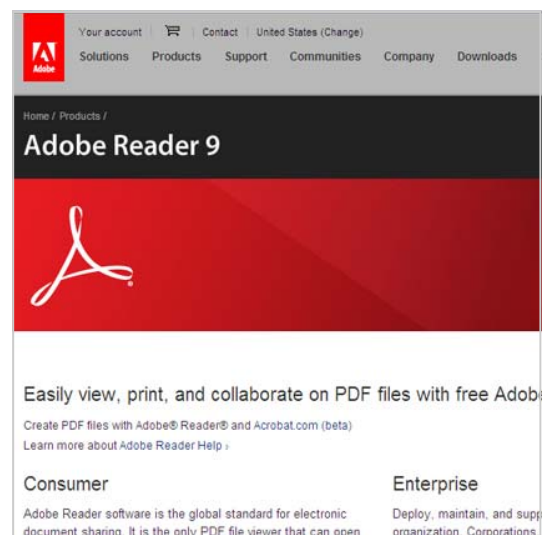 Your account Contact United States (Change)
Adobe
Solutions Products Support Communities Company Downloads
Home / Products /
Adobe Reader 9
Easily view, print, and collaborate on PDF files with free Adob
Create PDF files with Adobe® Reader® and Acrobat.com (beta)
Learn more about Adobe Reader Help ›
Consumer
Adobe Reader software is the global standard for electronic
document sharing. It is the only PDF file viewer that can open
Enterprise
Deploy, maintain, and supp
organization. Corporations